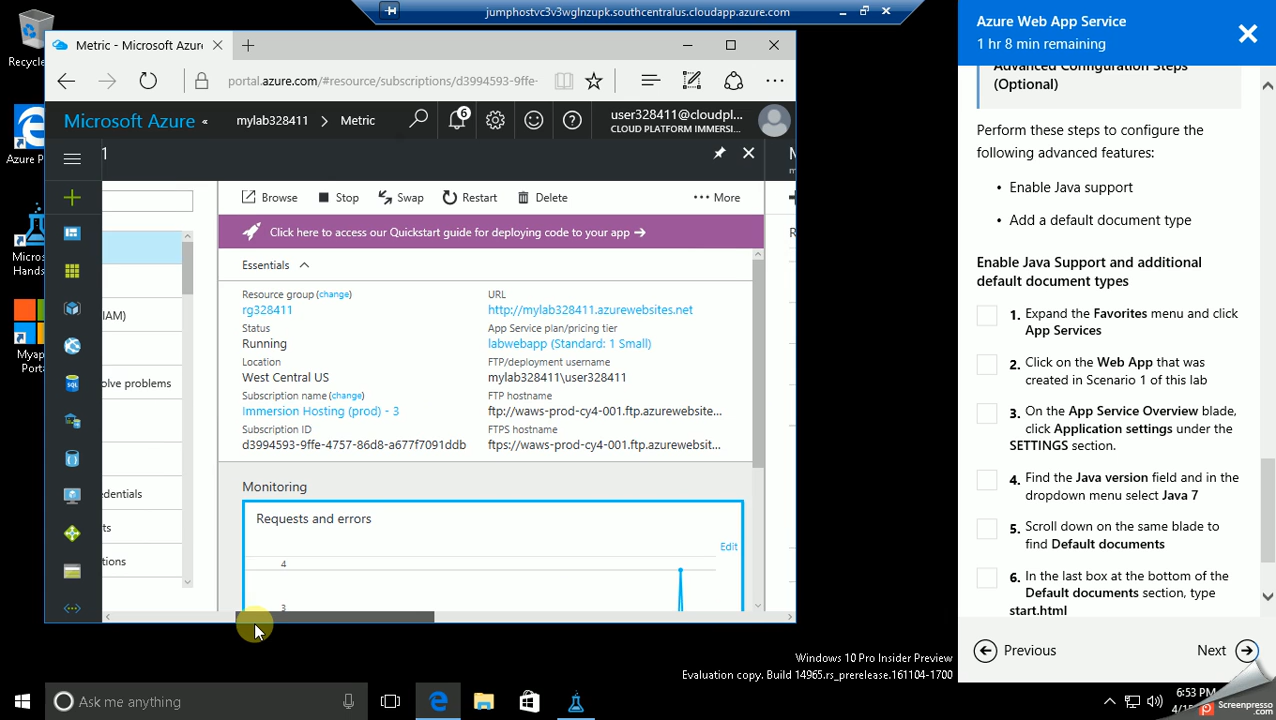 jumphostvc3v3wglnzupk.southcentralus.cloudapp.azure.com
Recycle
Azure P
Micros
Hands
Myap
Port
Metric - Microsoft Azure
portal.azure.com/#resource/subscriptions/d3994593-9ffe-
Microsoft Azure
mylab328411 > Metric
6
user328411@cloudpl...
CLOUD PLATFORM IMMERSI...
1
Browse
Stop
Swap
Restart
Delete
More
Click here to access our Quickstart guide for deploying code to your app →
Essentials
Resource group (change)
rg328411
Status
Running
Location
West Central US
Subscription name (change)
Immersion Hosting (prod) - 3
Subscription ID
d3994593-9ffe-4757-86d8-a677f7091ddb
URL
http://mylab328411.azurewebsites.net
App Service plan/pricing tier
labwebapp (Standard: 1 Small)
FTP/deployment username
mylab328411\user328411
FTP hostname
ftp://waws-prod-cy4-001.ftp.azurewebsite...
FTPS hostname
ftps://waws-prod-cy4-001.ftp.azurewebsit...
AM)
olve problems
edentials
ts
tions
Monitoring
Requests and errors
Edit
4
3
Windows 10 Pro Insider Preview
Evaluation copy. Build 14965.rs_prerelease.161104-1700
Ask me anything
6:53 PM
Screenpresso
.com
Azure Web App Service
1 hr 8 min remaining
Advanced Configuration Steps
(Optional)
Perform these steps to configure the
following advanced features:
• Enable Java support
• Add a default document type
Enable Java Support and additional
default document types
1. Expand the Favorites menu and click
App Services
2. Click on the Web App that was
created in Scenario 1 of this lab
3. On the App Service Overview blade,
click Application settings under the
SETTINGS section.
4. Find the Java version field and in the
dropdown menu select Java 7
5. Scroll down on the same blade to
find Default documents
6. In the last box at the bottom of the
Default documents section, type
start.html
Previous
Next